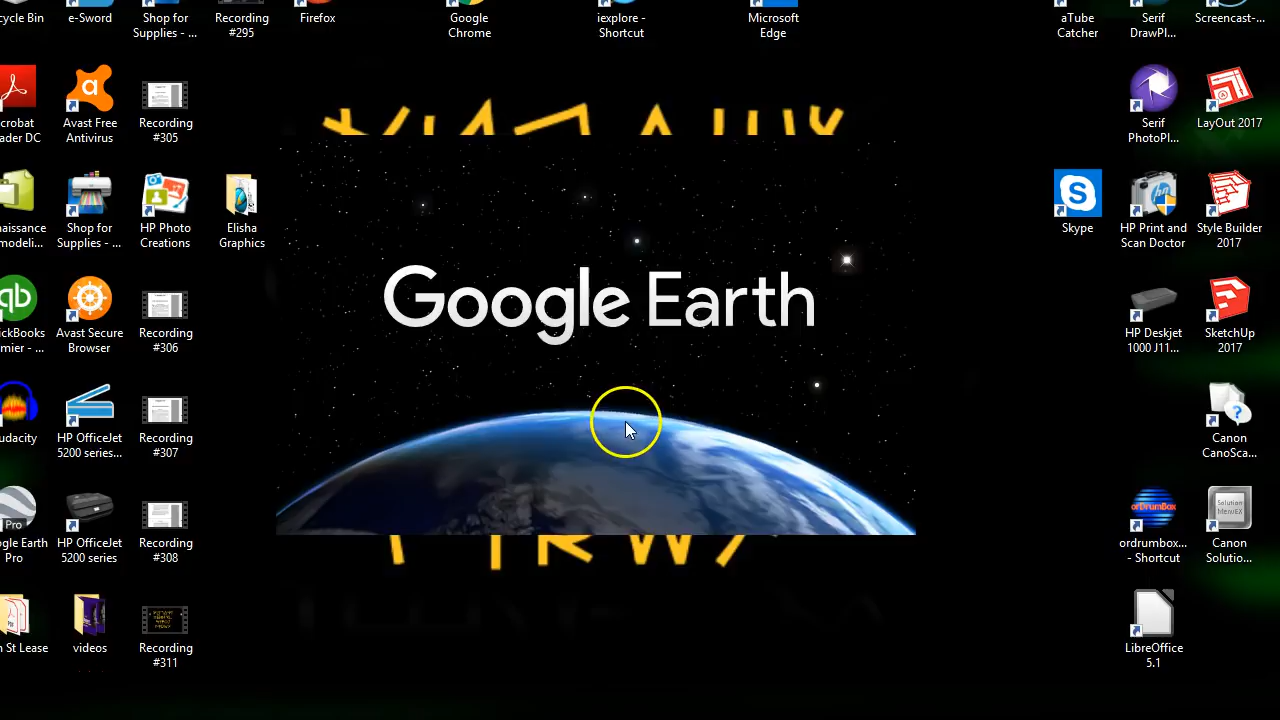 cycle Bin
e-Sword
Shop for
Supplies - ...
Recording
#295
Firefox
Google
Chrome
iexplore -
Shortcut
Microsoft
Edge
aTube
Catcher
Serif
DrawPl...
Screencast-...
crobat
ader DC
Avast Free
Antivirus
Recording
#305
Serif
PhotoPl...
LayOut 2017
naissance
modeli...
Shop for
Supplies - ...
HP Photo
Creations
Elisha
Graphics
Skype
HP Print and
Scan Doctor
Style Builder
2017
Google Earth
ickBooks
mier - ...
Avast Secure
Browser
Recording
#306
HP Deskjet
1000 J11...
SketchUp
2017
udacity
HP OfficeJet
5200 series...
Recording
#307
Canon
CanoSca...
Pro
ogle Earth
Pro
HP OfficeJet
5200 series
Recording
#308
orDrumBox
ordrumbox...
- Shortcut
Solution
MenuEX
Canon
Solutio...
n St Lease
videos
Recording
#311
LibreOffice
5.1